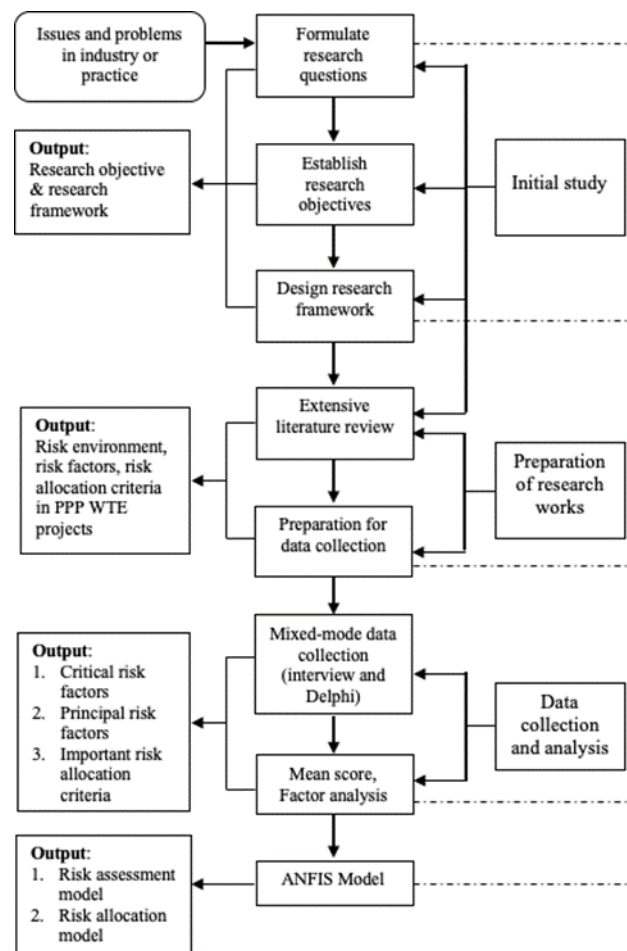 Issues and problems
in industry or
practice
Formulate
research
questions
Output:
Research objective
& research
framework
Establish
research
objectives
Initial study
Design research
framework
Extensive
literature review
Output:
Risk environment,
risk factors, risk
allocation criteria
in PPP WTE
projects
Preparation
of research
works
Preparation for
data collection
Mixed-mode data
collection
(interview and
Delphi)
Output:
1. Critical risk
factors
2. Principal risk
factors
3. Important risk
allocation
criteria
Data
collection
and analysis
Mean score,
Factor analysis
Output:
1. Risk assessment
model
2. Risk allocation
model
ANFIS Model